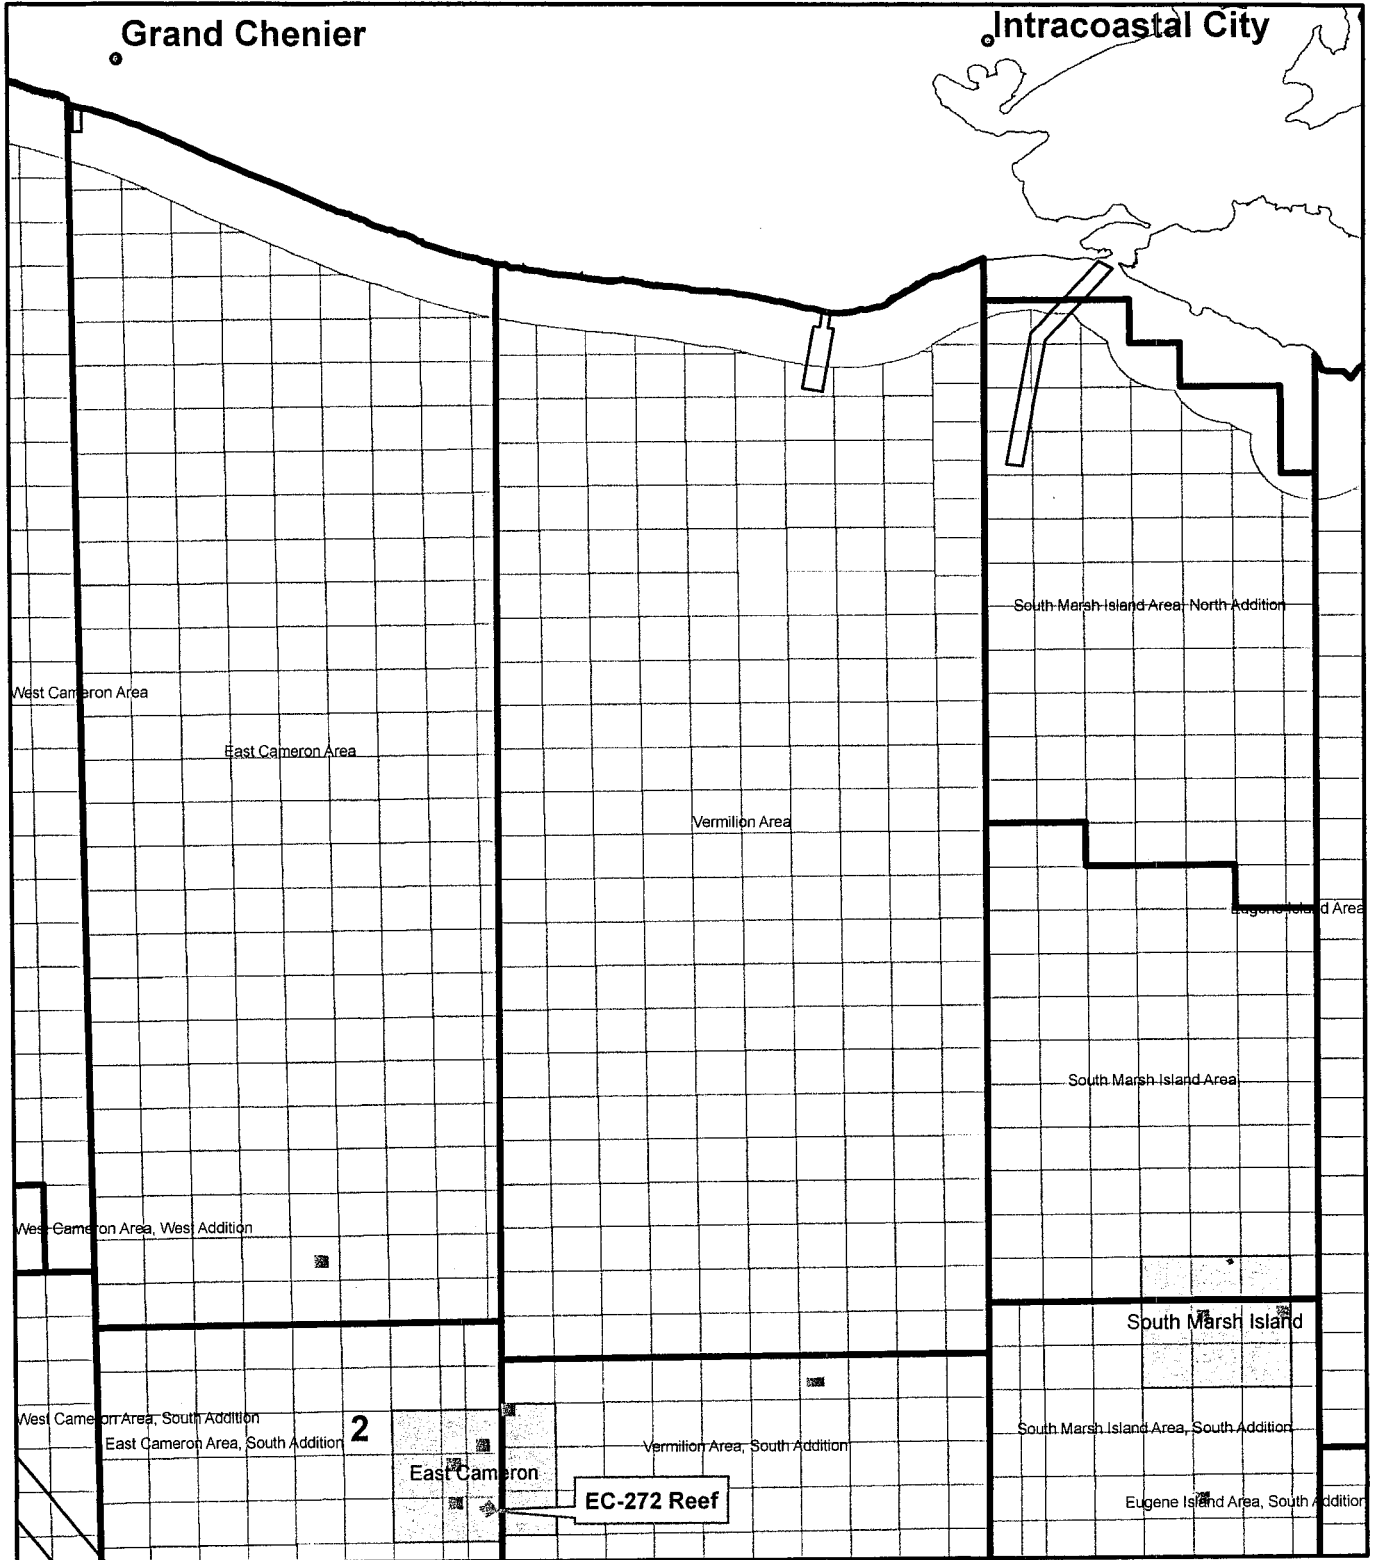 Grand Chenier
Intracoastal City
South Marsh Island Area, North Addition
West Cameron Area
East Cameron Area
Vermilion Area
Eugene Island Area
South Marsh Island Area
West Cameron Area, West Addition
South Marsh Island
West Cameron Area, South Addition
2
East Cameron Area, South Addition
Vermilion Area, South Addition
South Marsh Island Area, South Addition
East Cameron
EC-272 Reef
Eugene Island Area, South Addition